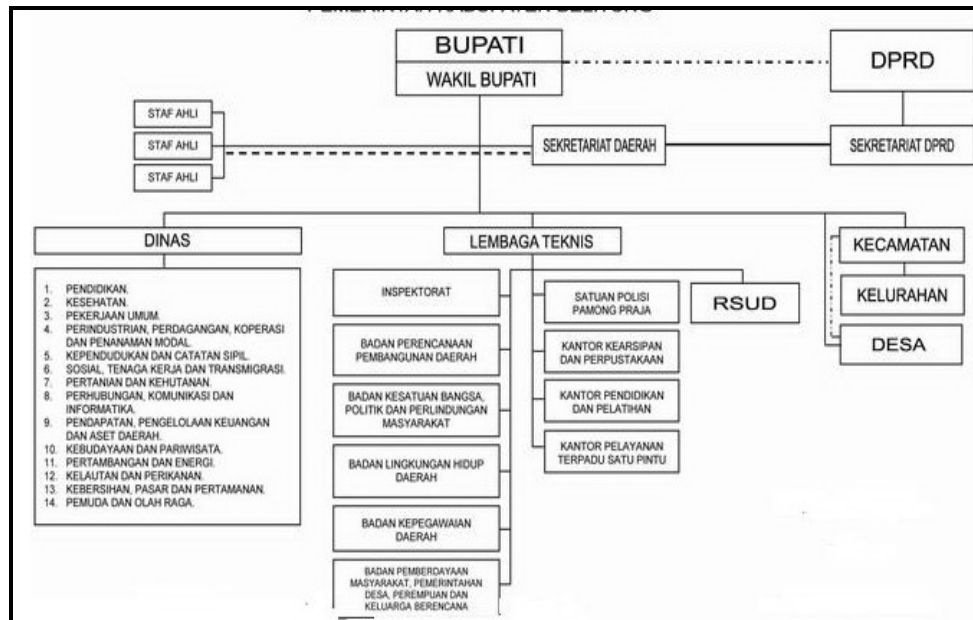 PEMERINTAH KABUPATEN BELITUNG
BUPATI
WAKIL BUPATI
DPRD
STAF AHLI
STAF AHLI
STAF AHLI
SEKRETARIAT DAERAH
SEKRETARIAT DPRD
DINAS
LEMBAGA TEKNIS
KECAMATAN
KELURAHAN
DESA
1. PENDIDIKAN.
2. KESEHATAN.
3. PEKERJAAN UMUM.
4. PERINDUSTRIAN, PERDAGANGAN, KOPERASI
DAN PENANAMAN MODAL.
5. KEPENDUDUKAN DAN CATATAN SIPIL.
6. SOSIAL, TENAGA KERJA DAN TRANSMIGRASI.
7. PERTANIAN DAN KEHUTANAN.
8. PERHUBUNGAN, KOMUNIKASI DAN
INFORMATIKA.
9. PENDAPATAN, PENGELOLAAN KEUANGAN
DAN ASET DAERAH.
10. KEBUDAYAAN DAN PARIWISATA.
11. PERTAMBANGAN DAN ENERGI.
12. KELAUTAN DAN PERIKANAN.
13. KEBERSIHAN, PASAR DAN PERTAMANAN.
14. PEMUDA DAN OLAH RAGA.
INSPEKTORAT
BADAN PERENCANAAN
PEMBANGUNAN DAERAH
BADAN KESATUAN BANGSA,
POLITIK DAN PERLINDUNGAN
MASYARAKAT
BADAN LINGKUNGAN HIDUP
DAERAH
BADAN KEPEGAWAIAN
DAERAH
BADAN PEMBERDAYAAN
MASYARAKAT, PEMERINTAHAN
DESA, PEREMPUAN DAN
KELUARGA BERENCANA
SATUAN POLISI
PAMONG PRAJA
KANTOR KEARSIPAN
DAN PERPUSTAKAAN
KANTOR PENDIDIKAN
DAN PELATIHAN
KANTOR PELAYANAN
TERPADU SATU PINTU
RSUD